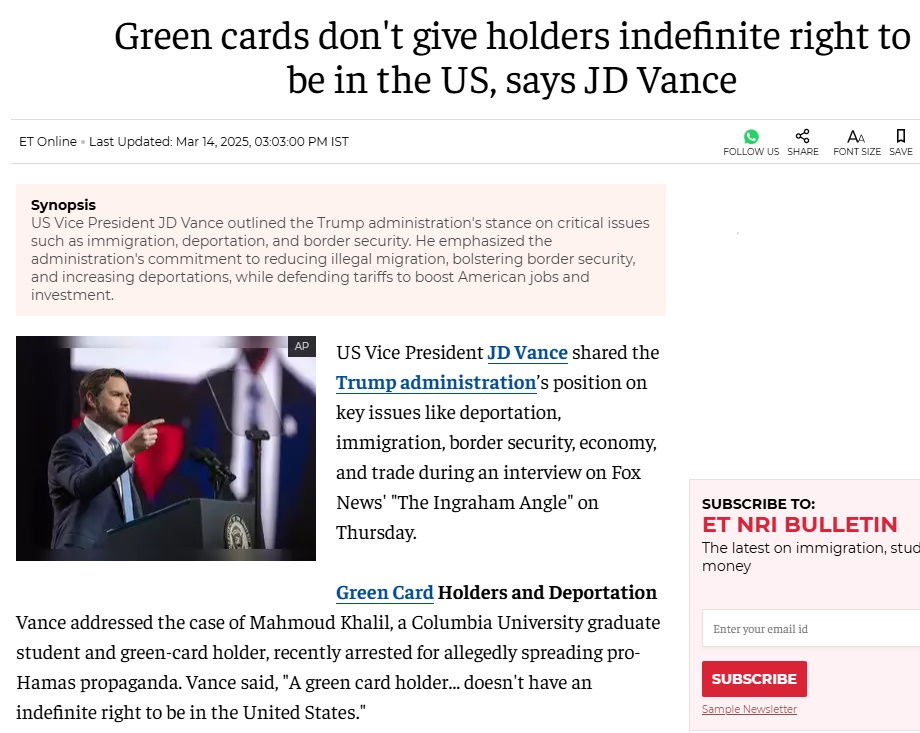 Green cards don't give holders indefinite right to
be in the US, says JD Vance
ET Online • Last Updated: Mar 14, 2025, 03:03:00 PM IST
FOLLOW US
SHARE
FONT SIZE
SAVE
Synopsis
US Vice President JD Vance outlined the Trump administration's stance on critical issues
such as immigration, deportation, and border security. He emphasized the
administration's commitment to reducing illegal migration, bolstering border security,
and increasing deportations, while defending tariffs to boost American jobs and
investment.
AP
US Vice President JD Vance shared the
Trump administration's position on
key issues like deportation,
immigration, border security, economy,
and trade during an interview on Fox
News' "The Ingraham Angle" on
Thursday.
Green Card Holders and Deportation
Vance addressed the case of Mahmoud Khalil, a Columbia University graduate
student and green-card holder, recently arrested for allegedly spreading pro-
Hamas propaganda. Vance said, "A green card holder... doesn't have an
indefinite right to be in the United States."
SUBSCRIBE TO:
ET NRI BULLETIN
The latest on immigration, stud
money
Enter your email id
SUBSCRIBE
Sample Newsletter